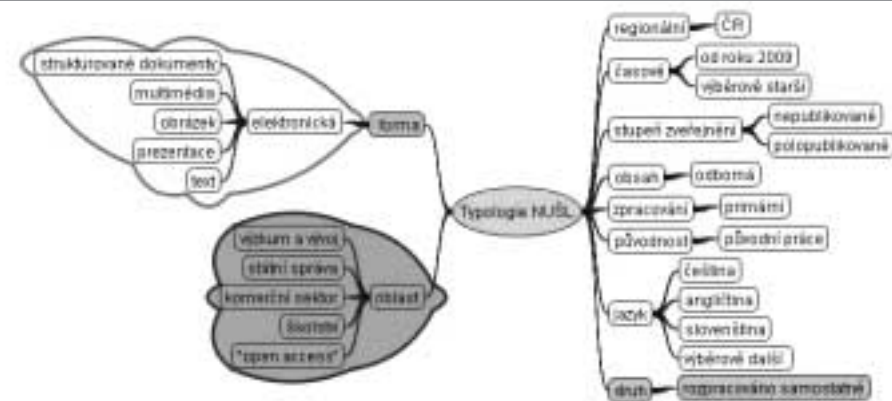 strukturované dokumenty
multimédia
obrázek
prezentace
text
elektronická
forma
výzkum a vývoj
státní správa
komerční sektor
školství
"open access"
oblast
Typologie NUŠL
regionální
ČR
časové
od roku 2009
výběrově starší
stupeň zveřejnění
nepublikované
polopublikované
obsah
odborná
zpracování
primární
původnost
původní práce
jazyk
čeština
angličtina
slovenština
výběrově další
druh
rozpracováno samostatně